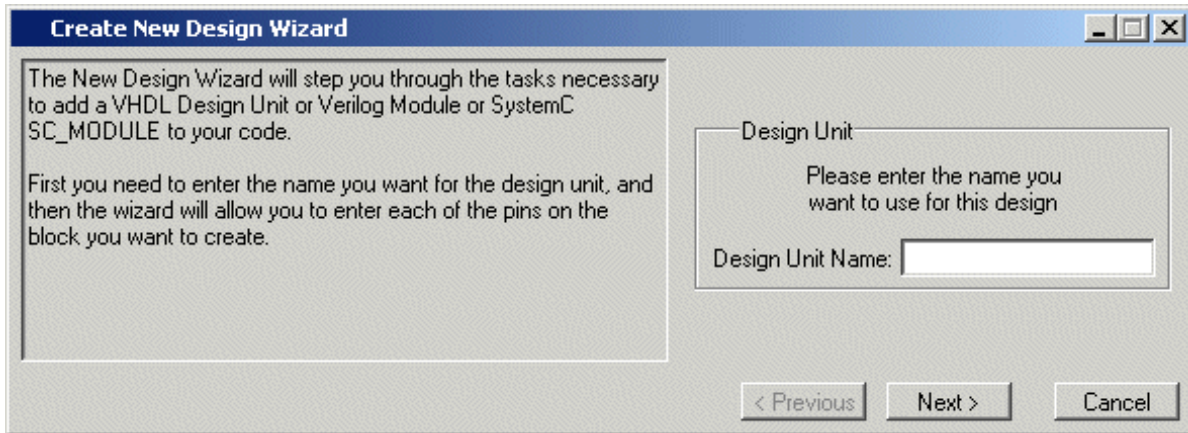 Create New Design Wizard
The New Design Wizard will step you through the tasks necessary
to add a VHDL Design Unit or Verilog Module or SystemC
SC_MODULE to your code.
First you need to enter the name you want for the design unit, and
then the wizard will allow you to enter each of the pins on the
block you want to create.
Design Unit
Please enter the name you
want to use for this design
Design Unit Name:
< Previous
Next >
Cancel